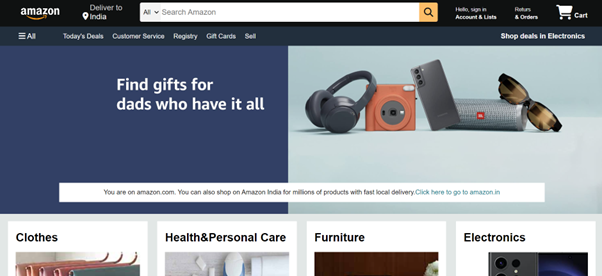 amazon
Deliver to
India
All
Search Amazon
Hello, sign in
Account & Lists
Returs
& Orders
Cart
All
Today's Deals
Customer Service
Registry
Gift Cards
Sell
Shop deals in Electronics
Find gifts for
dads who have it all
JBL
You are on amazon.com. You can also shop on Amazon India for millions of products with fast local delivery.Click here to go to amazon.in
Clothes
Health&Personal Care
Furniture
Electronics